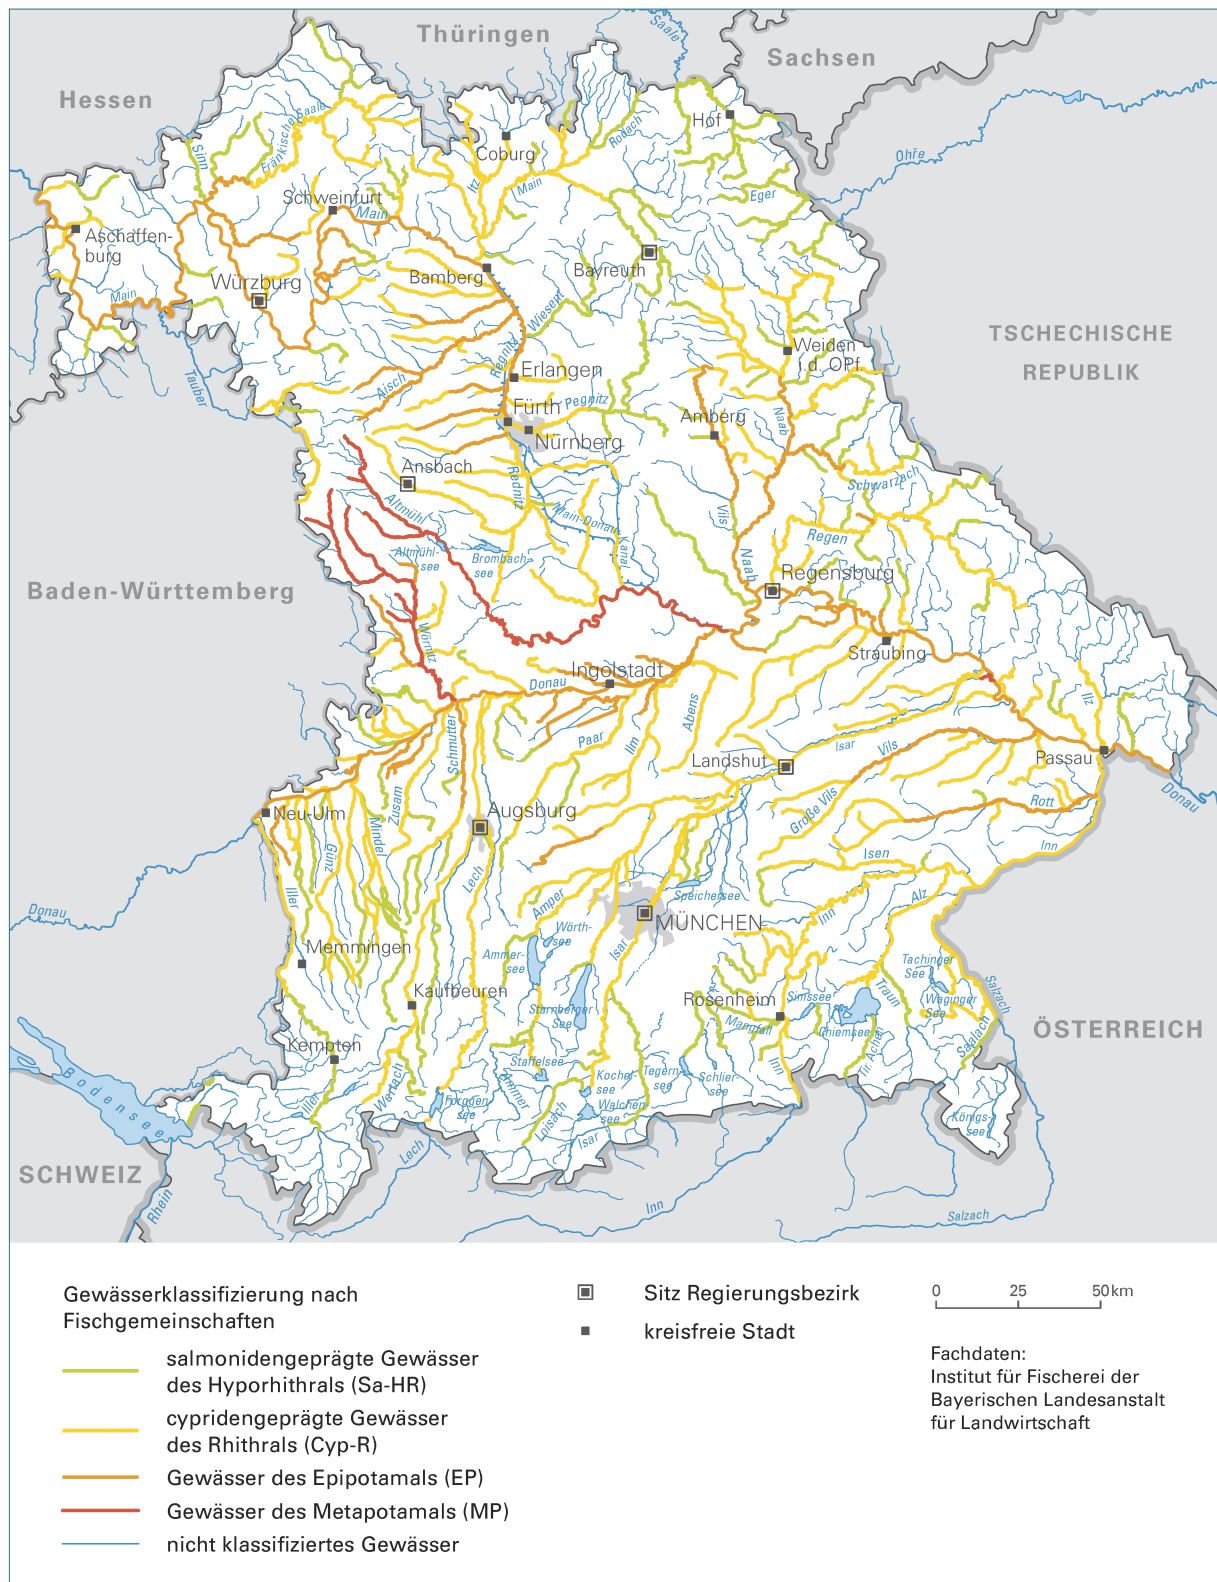 Thüringen
Saale
Sachsen
Hessen
Hof
Rodach
Fränkische Saale
Sinn
Coburg
Ohře
Itz
Main
Eger
Schweinfurt
Main
Aschaffen-
burg
Bayreuth
Bamberg
Würzburg
Main
Wiesent
TSCHECHISCHE
REPUBLIK
Regnitz
Weiden
i.d. OPf.
Erlangen
Tauber
Aisch
Fürth
Pegnitz
Amberg
Naab
Nürnberg
Ansbach
Rednitz
Schwarzach
Altmühl
Main-Donau-
Kanal
Vils
Regen
Altmühl-
see
Brombach-
see
Naab
Regensburg
Baden-Württemberg
Wörnitz
Straubing
Ingolstadt
Donau
Abens
Ilz
Schmutter
Paar
Ilm
Isar
Vils
Landshut
Passau
Donau
Neu-Ulm
Zusam
Augsburg
Große Vils
Rott
Mindel
Günz
Inn
Isen
Iller
Lech
Speichersee
Alz
Amper
Inn
Donau
MÜNCHEN
Wörth-
see
Isar
Memmingen
Ammer-
see
Tachinger
See
Kaufbeuren
Starnberger
See
Rosenheim
Simssee
Traun
Waginger
See
Salzach
Mangfall
Chiemsee
ÖSTERREICH
Saalach
Kempten
Staffelsee
Tir. Achen
Bodensee
Kochel-
see
Tegern-
see
Schlier-
see
Inn
Iller
Wertach
Forggen-
see
Ammer
Loisach
Walchen-
see
Königs-
see
Isar
Lech
SCHWEIZ
Rhein
Inn
Salzach
Gewässerklassifizierung nach
Fischgemeinschaften
salmonidengeprägte Gewässer
des Hyporhithrals (Sa-HR)
cypridengeprägte Gewässer
des Rhithrals (Cyp-R)
Gewässer des Epipotamals (EP)
Gewässer des Metapotamals (MP)
nicht klassifiziertes Gewässer
Sitz Regierungsbezirk
kreisfreie Stadt
0 25 50 km
Fachdaten:
Institut für Fischerei der
Bayerischen Landesanstalt
für Landwirtschaft